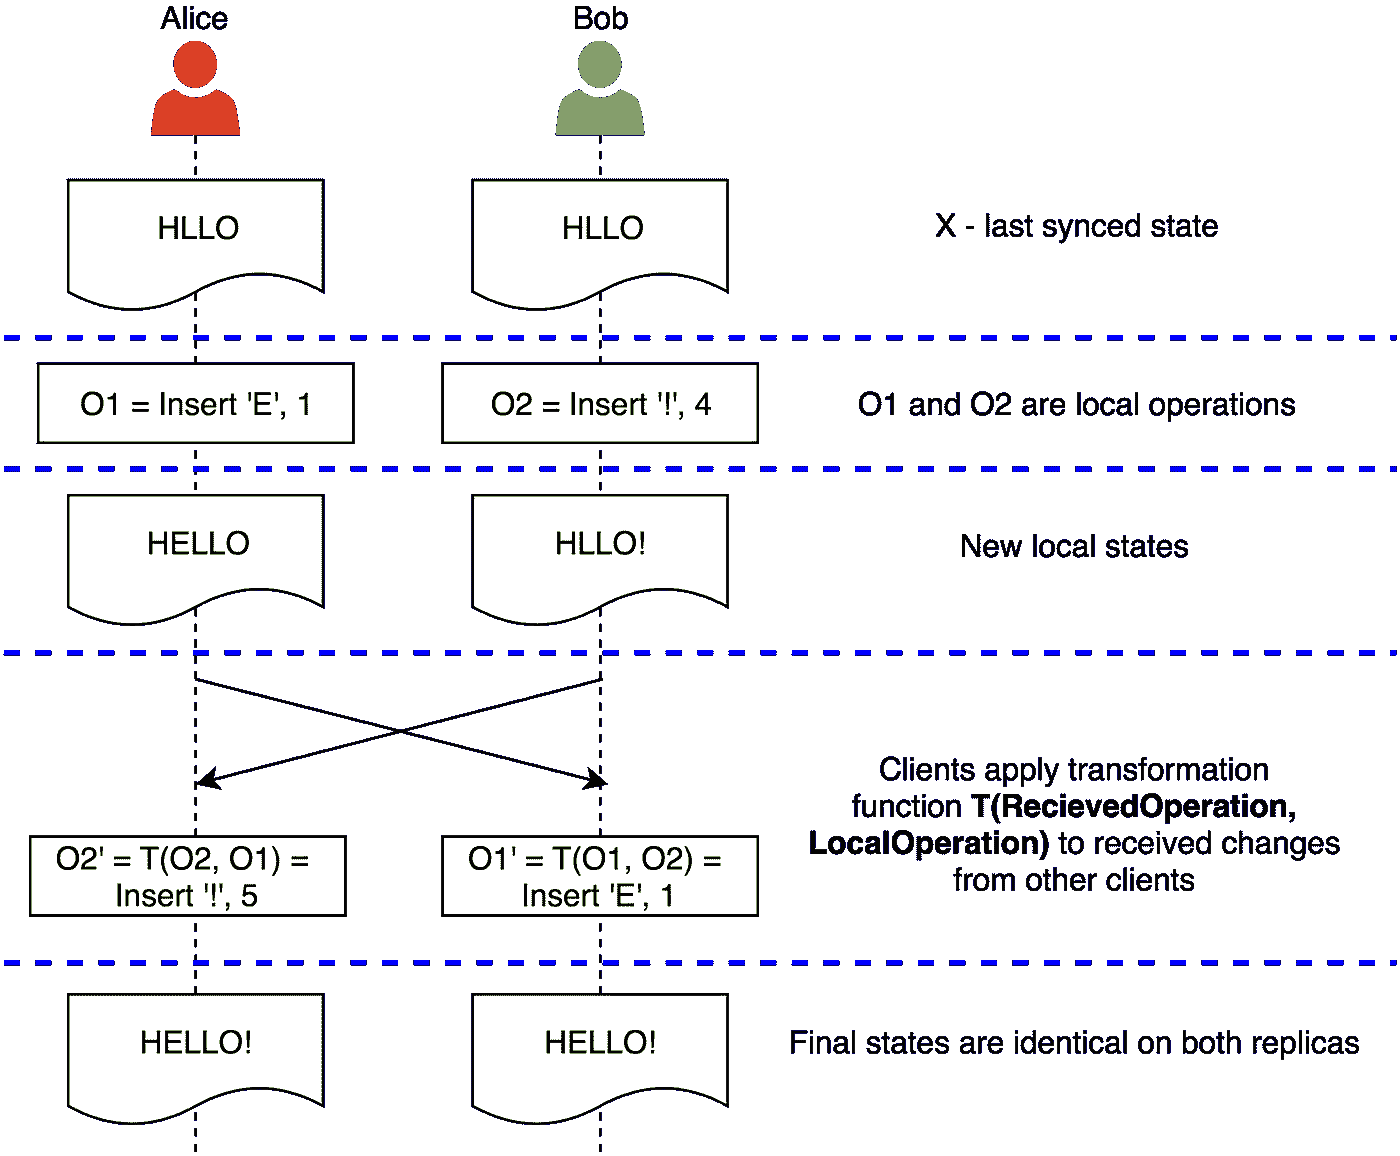 Alice
Bob
HLLO
HLLO
X - last synced state
O1 = Insert 'E', 1
O2 = Insert '!', 4
O1 and O2 are local operations
HELLO
HLLO!
New local states
Clients apply transformation
function T(RecievedOperation,
LocalOperation) to received changes
from other clients
O2' = T(O2, O1) =
Insert '!', 5
O1' = T(O1, O2) =
Insert 'E', 1
HELLO!
HELLO!
Final states are identical on both replicas